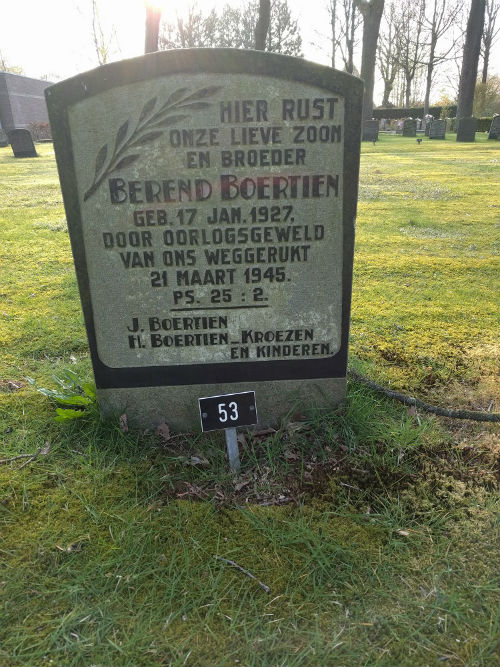 HIER RUST
ONZE LIEVE ZOON
EN BROEDER
BEREND BOERTIEN
GEB. 17 JAN. 1927.
DOOR OORLOGSGEWELD
VAN ONS WEGGERUKT
21 MAART 1945.
PS. 25 : 2.
J. BOERTIEN
H. BOERTIEN_KROEZEN
EN KINDEREN.
53